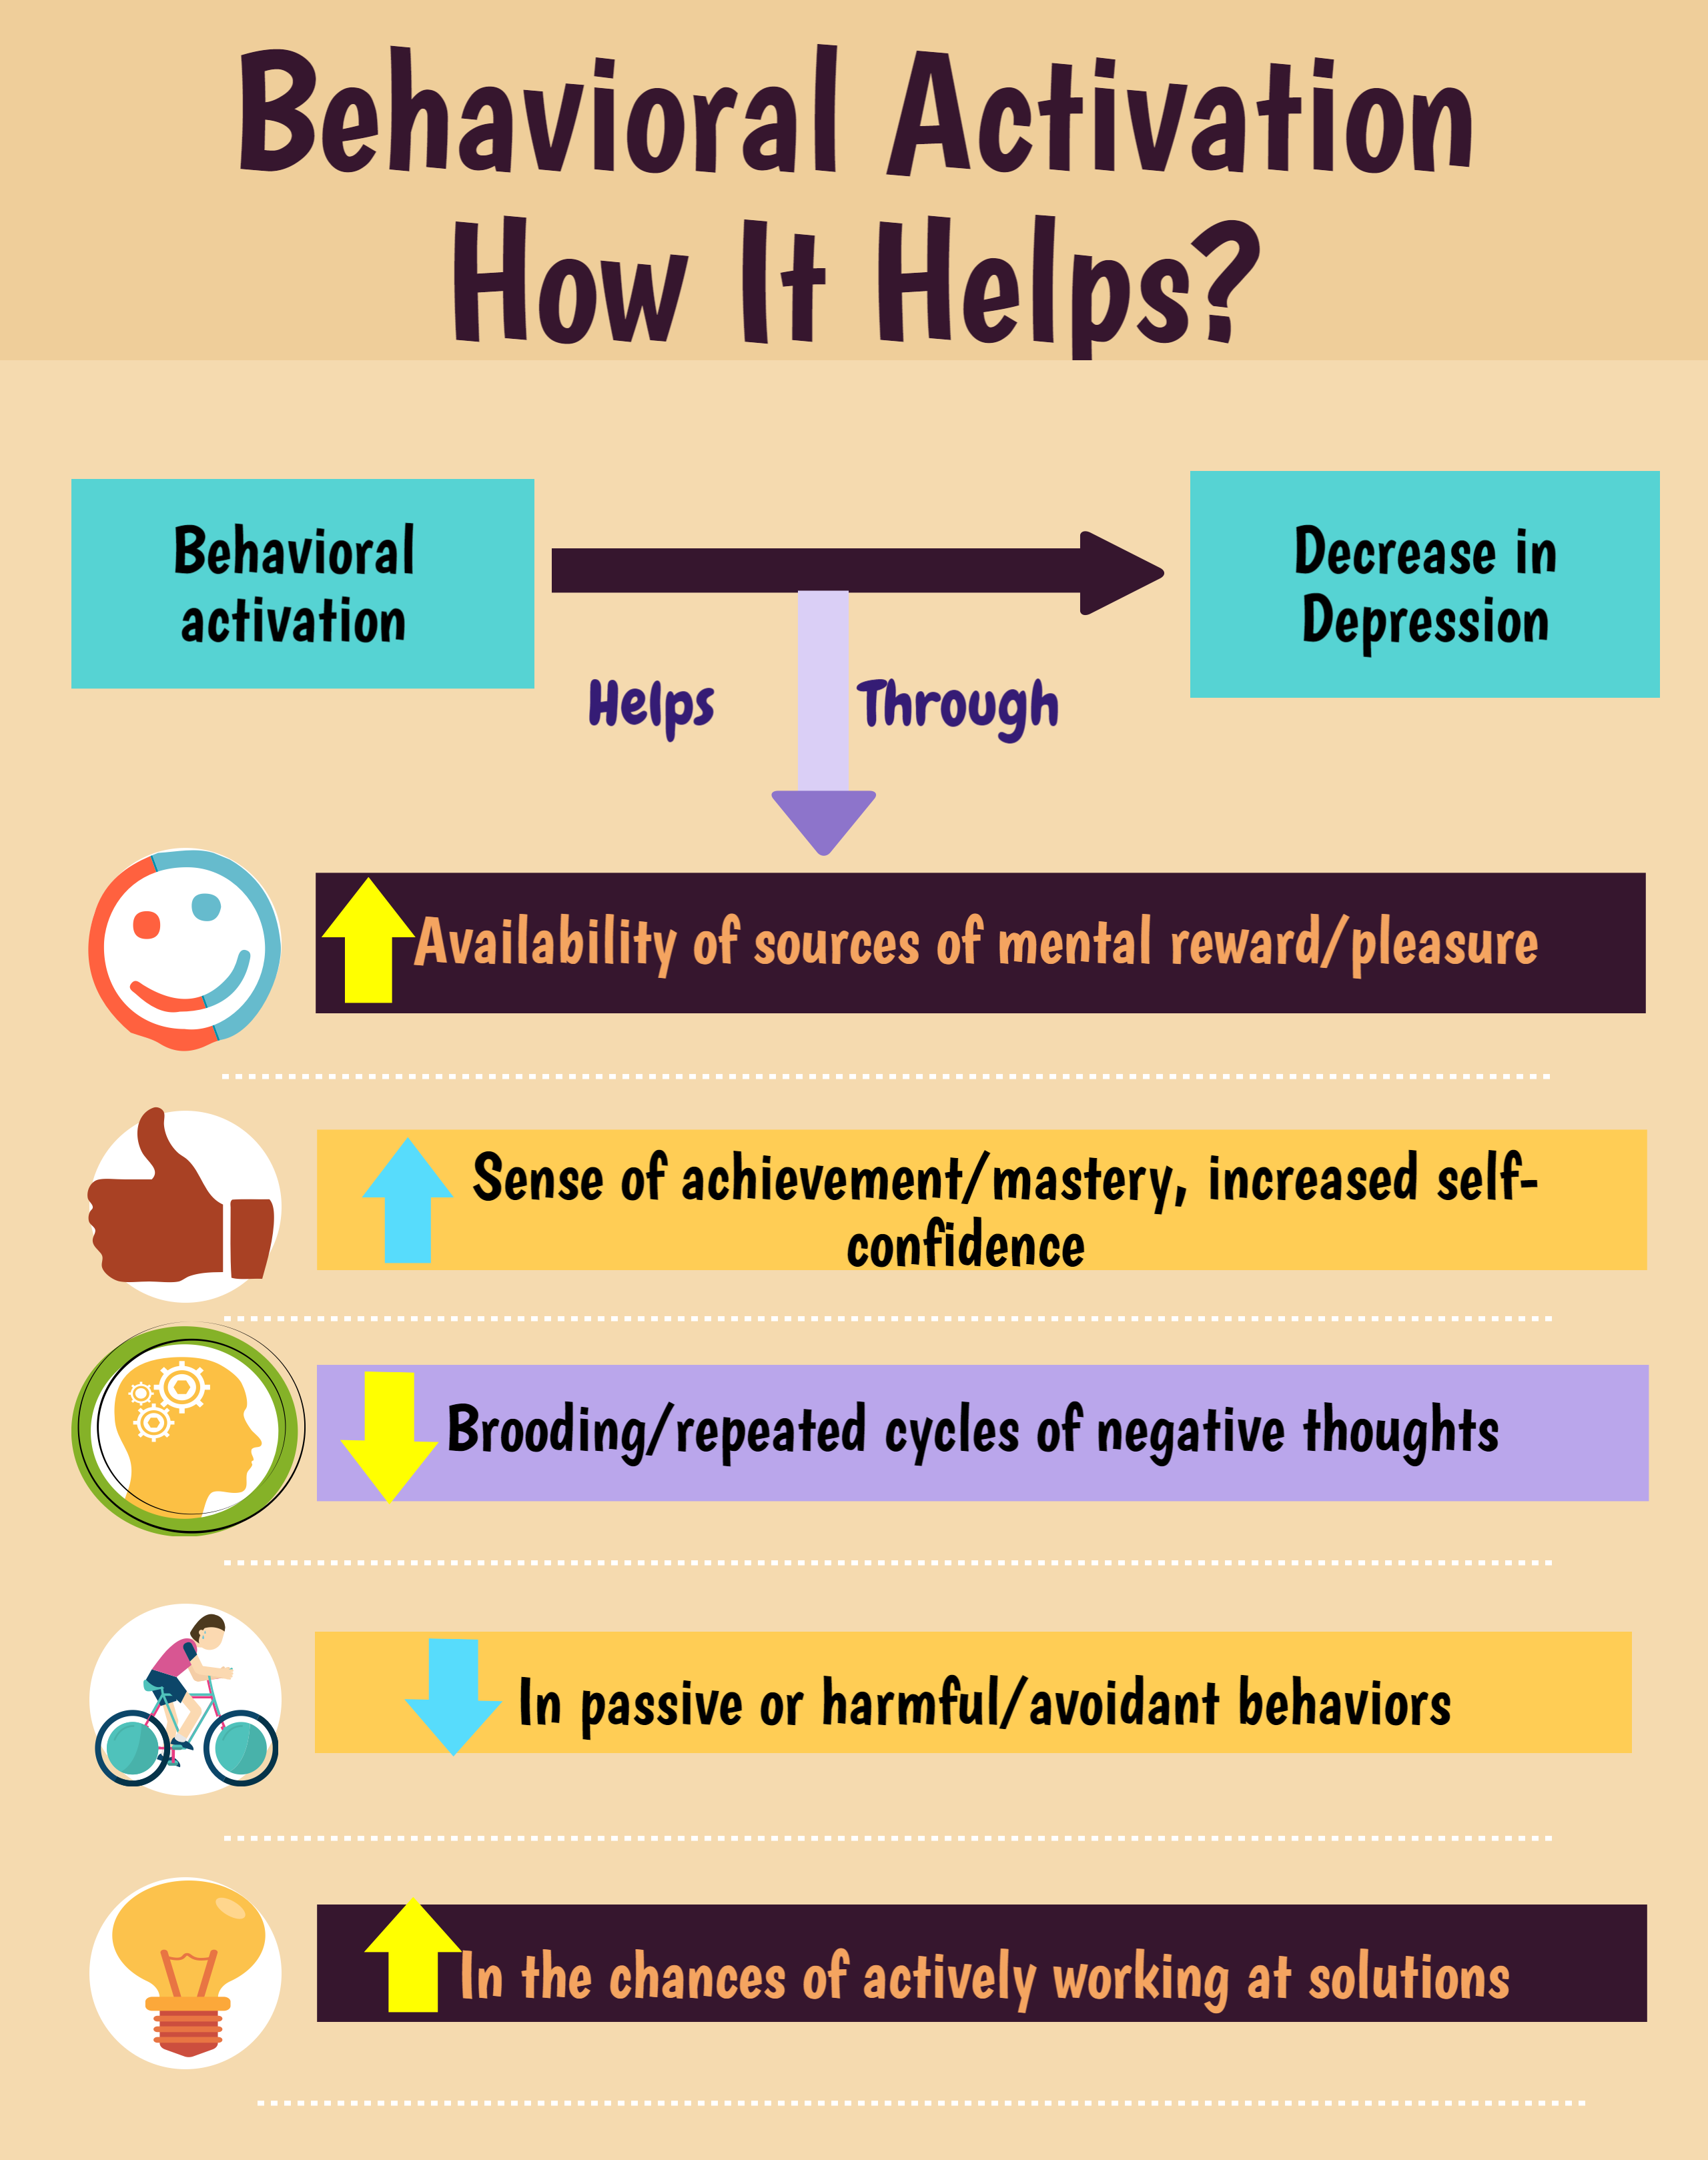 Behavioral Activation
How It Helps?
Behavioral
activation
Decrease in
Depression
Helps Through
Availability of sources of mental reward/pleasure
Sense of achievement/mastery, increased self-
confidence
Brooding/repeated cycles of negative thoughts
In passive or harmful/avoidant behaviors
In the chances of actively working at solutions